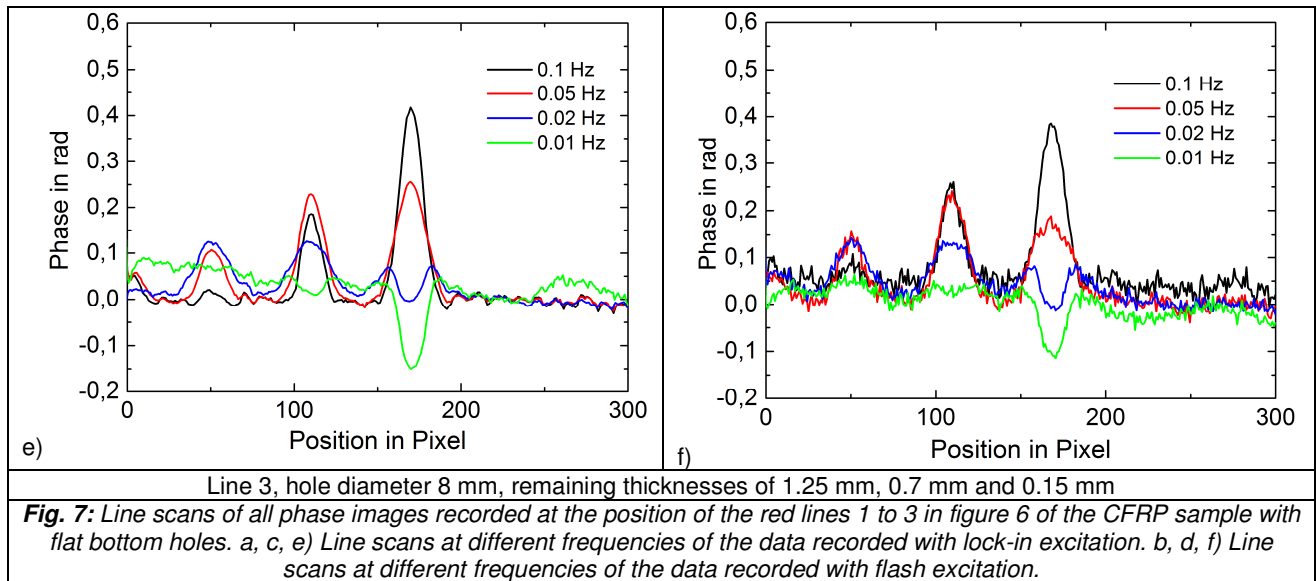 0,6
0,5
0,4
0,3
0,2
0,1
0,0
-0,1
-0,2
Phase in rad
0.1 Hz
0.05 Hz
0.02 Hz
0.01 Hz
0
100
200
300
Position in Pixel
e)
0,6
0,5
0,4
0,3
0,2
0,1
0,0
-0,1
-0,2
Phase in rad
0.1 Hz
0.05 Hz
0.02 Hz
0.01 Hz
0
100
200
300
Position in Pixel
f)
Line 3, hole diameter 8 mm, remaining thicknesses of 1.25 mm, 0.7 mm and 0.15 mm
Fig. 7: Line scans of all phase images recorded at the position of the red lines 1 to 3 in figure 6 of the CFRP sample with
flat bottom holes. a, c, e) Line scans at different frequencies of the data recorded with lock-in excitation. b, d, f) Line
scans at different frequencies of the data recorded with flash excitation.